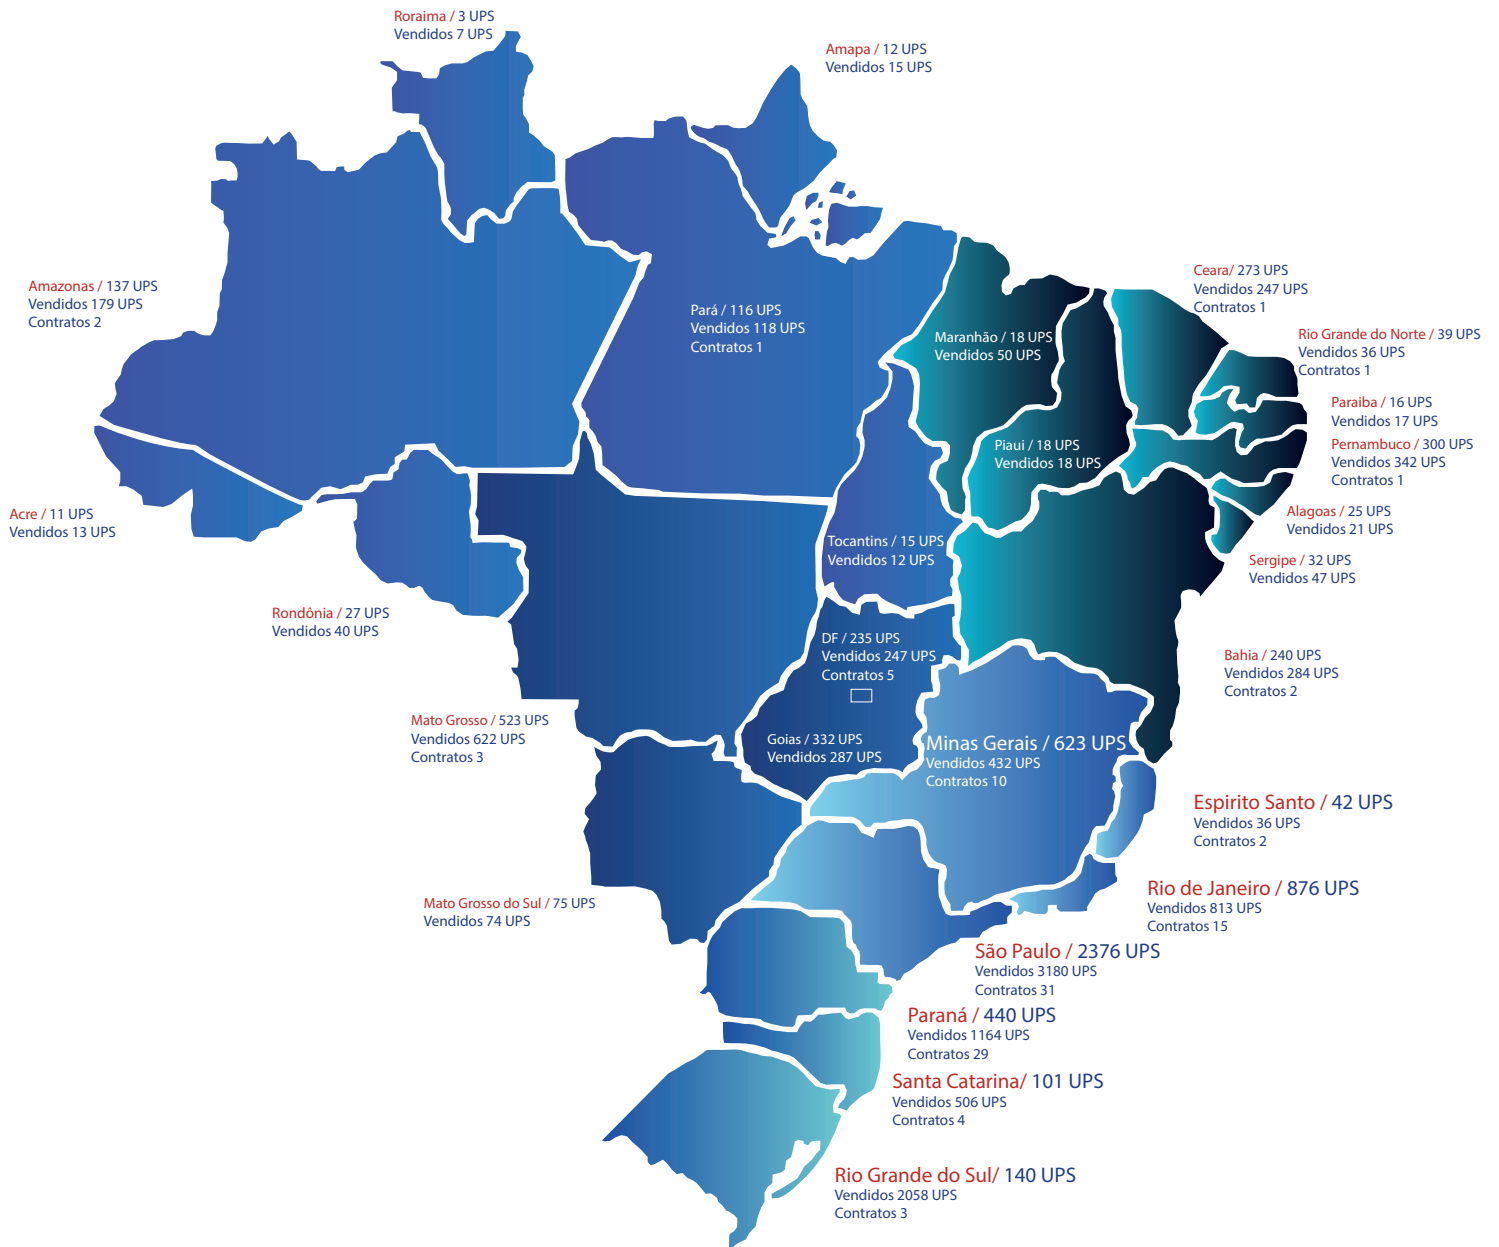 Roraima / 3 UPS
Vendidos 7 UPS
Amapa / 12 UPS
Vendidos 15 UPS
Amazonas / 137 UPS
Vendidos 179 UPS
Contratos 2
Pará / 116 UPS
Vendidos 118 UPS
Contratos 1
Maranhão / 18 UPS
Vendidos 50 UPS
Ceara/ 273 UPS
Vendidos 247 UPS
Contratos 1
Rio Grande do Norte / 39 UPS
Vendidos 36 UPS
Contratos 1
Paraiba / 16 UPS
Vendidos 17 UPS
Pernambuco / 300 UPS
Vendidos 342 UPS
Contratos 1
Piaui / 18 UPS
Vendidos 18 UPS
Alagoas / 25 UPS
Vendidos 21 UPS
Acre / 11 UPS
Vendidos 13 UPS
Tocantins / 15 UPS
Vendidos 12 UPS
Sergipe / 32 UPS
Vendidos 47 UPS
Rondônia / 27 UPS
Vendidos 40 UPS
DF / 235 UPS
Vendidos 247 UPS
Contratos 5
Bahia / 240 UPS
Vendidos 284 UPS
Contratos 2
Mato Grosso / 523 UPS
Vendidos 622 UPS
Contratos 3
Goias / 332 UPS
Vendidos 287 UPS
Minas Gerais / 623 UPS
Vendidos 432 UPS
Contratos 10
Espirito Santo / 42 UPS
Vendidos 36 UPS
Contratos 2
Rio de Janeiro / 876 UPS
Vendidos 813 UPS
Contratos 15
Mato Grosso do Sul / 75 UPS
Vendidos 74 UPS
São Paulo / 2376 UPS
Vendidos 3180 UPS
Contratos 31
Paraná / 440 UPS
Vendidos 1164 UPS
Contratos 29
Santa Catarina/ 101 UPS
Vendidos 506 UPS
Contratos 4
Rio Grande do Sul/ 140 UPS
Vendidos 2058 UPS
Contratos 3